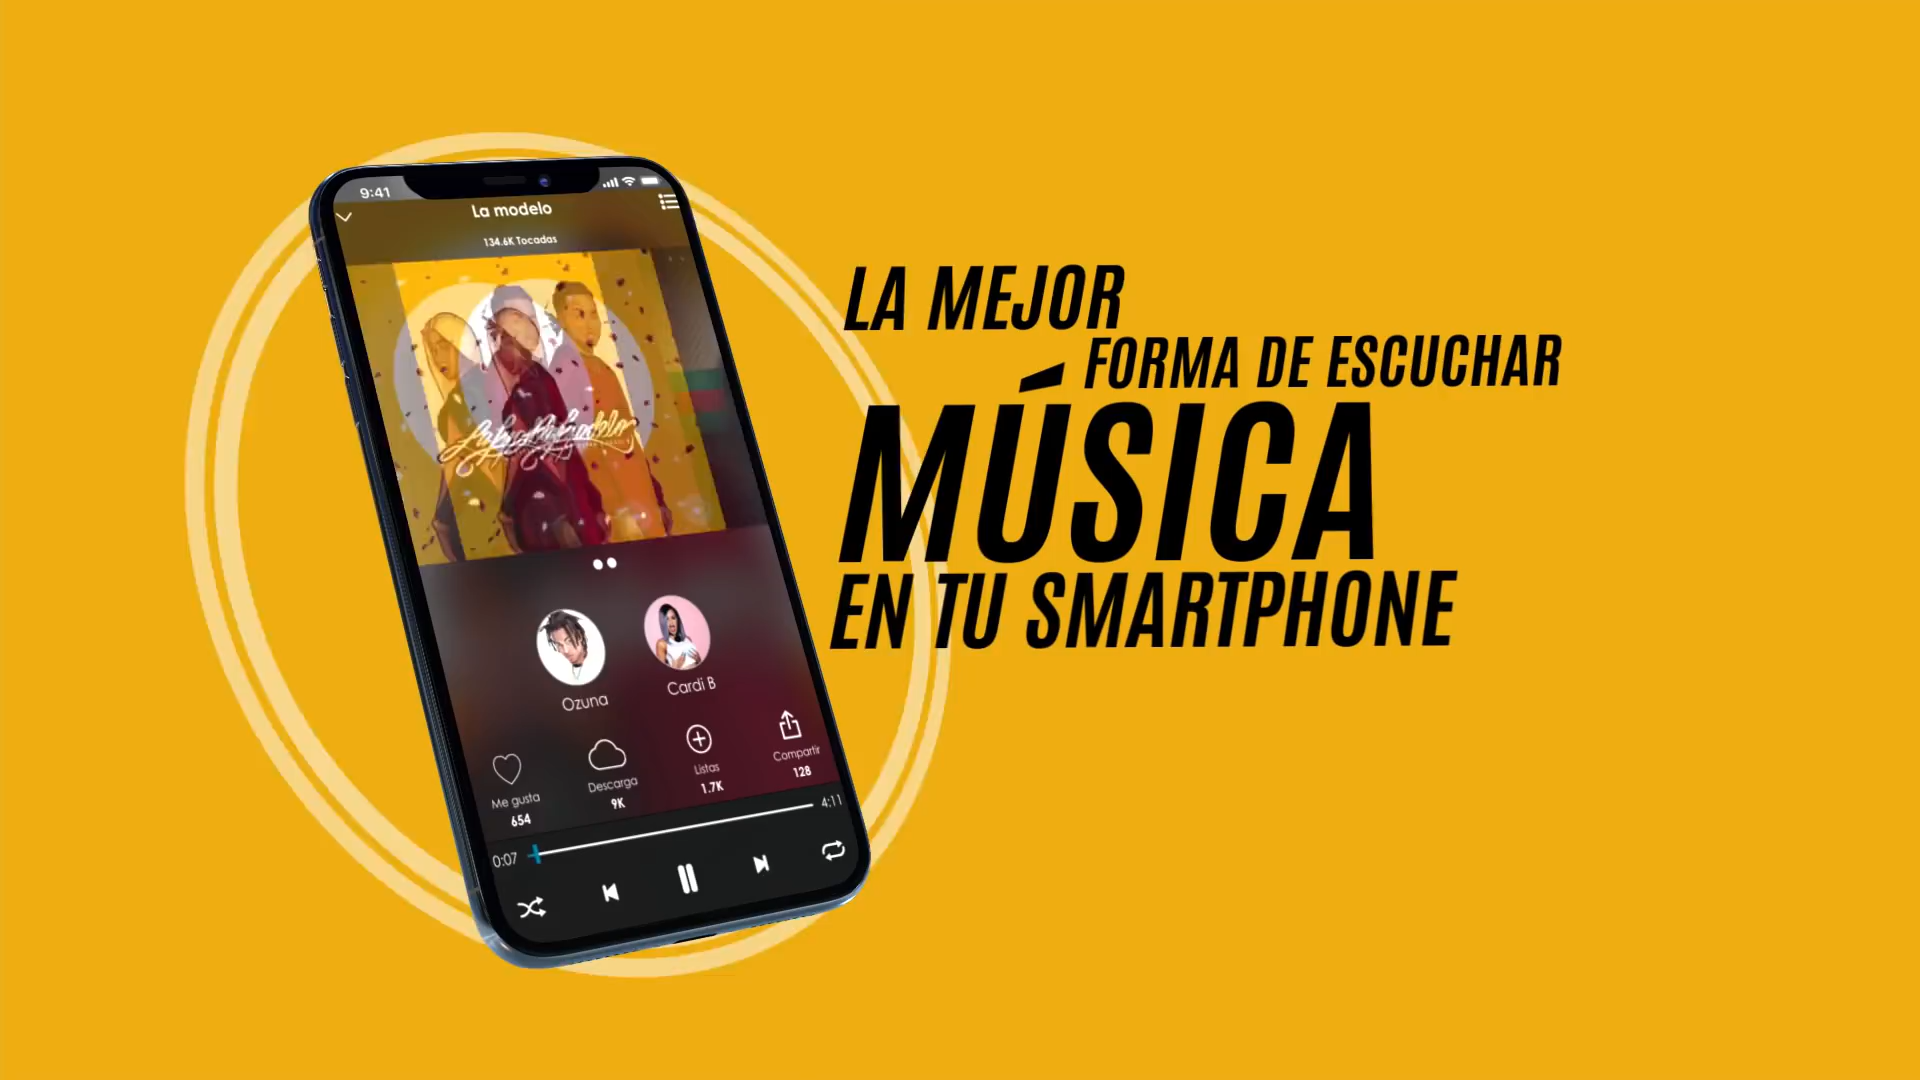 9:41
La modelo
134.6K Tocadas
Ozuna
Cardi B
Me gusta
654
Descarga
9K
Listas
1.7K
Compartir
128
0:07
4:11
LA MEJOR
FORMA DE ESCUCHAR
MÚSICA
EN TU SMARTPHONE